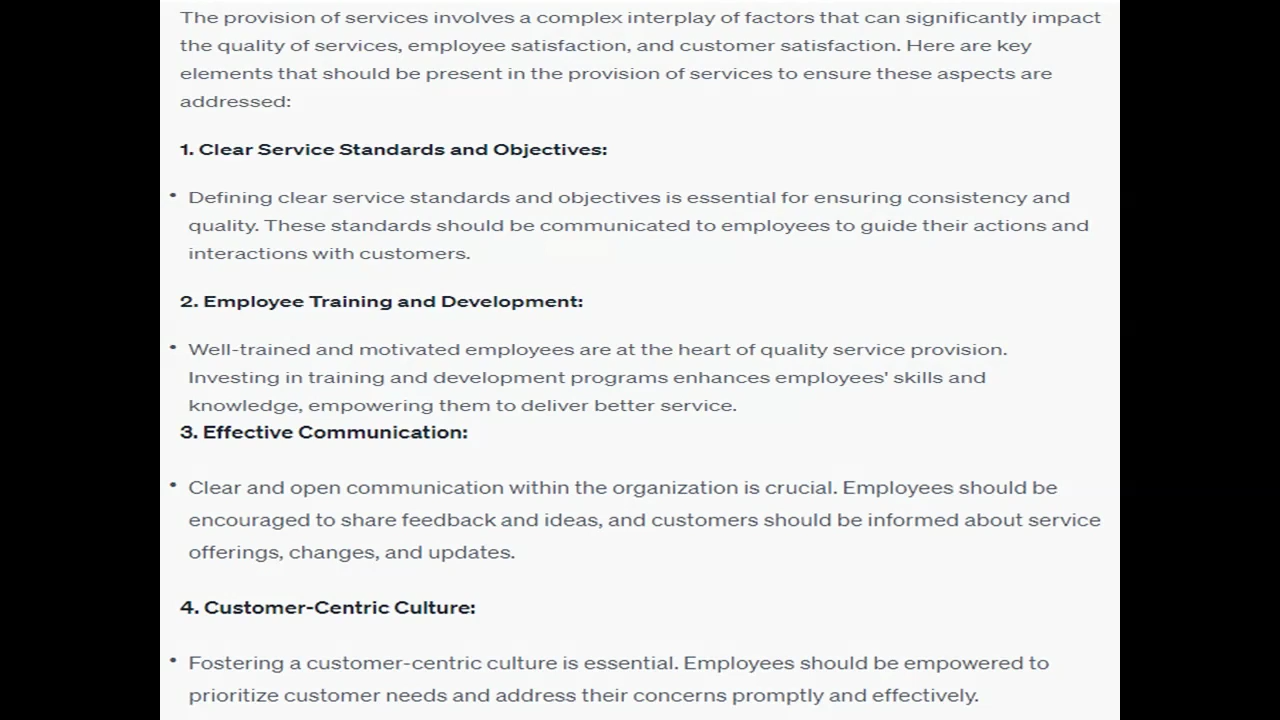 The provision of services involves a complex interplay of factors that can significantly impact
the quality of services, employee satisfaction, and customer satisfaction. Here are key
elements that should be present in the provision of services to ensure these aspects are
addressed:
1. Clear Service Standards and Objectives:
• Defining clear service standards and objectives is essential for ensuring consistency and
quality. These standards should be communicated to employees to guide their actions and
interactions with customers.
2. Employee Training and Development:
• Well-trained and motivated employees are at the heart of quality service provision.
Investing in training and development programs enhances employees' skills and
knowledge, empowering them to deliver better service.
3. Effective Communication:
• Clear and open communication within the organization is crucial. Employees should be
encouraged to share feedback and ideas, and customers should be informed about service
offerings, changes, and updates.
4. Customer-Centric Culture:
• Fostering a customer-centric culture is essential. Employees should be empowered to
prioritize customer needs and address their concerns promptly and effectively.